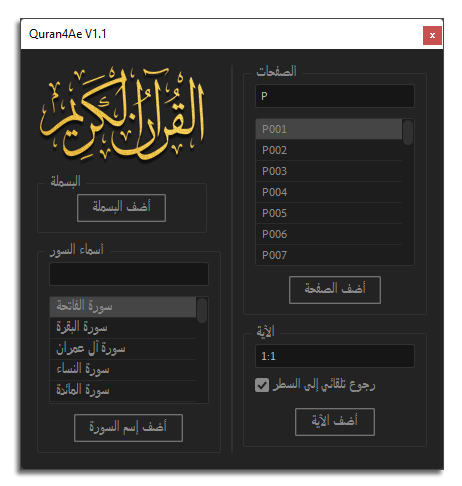 Quran4Ae V1.1
x
القرآن الكريم
البسملة
أضف البسملة
اسماء السور
سورة الفاتحة
سورة البقرة
سورة آل عمران
سورة النساء
سورة المائدة
أضف إسم السورة
الصفحات
P
P001
P002
P003
P004
P005
P006
P007
أضف الصفحة
الآية
1:1
رجوع تلقائي إلى السطر
أضف الآية